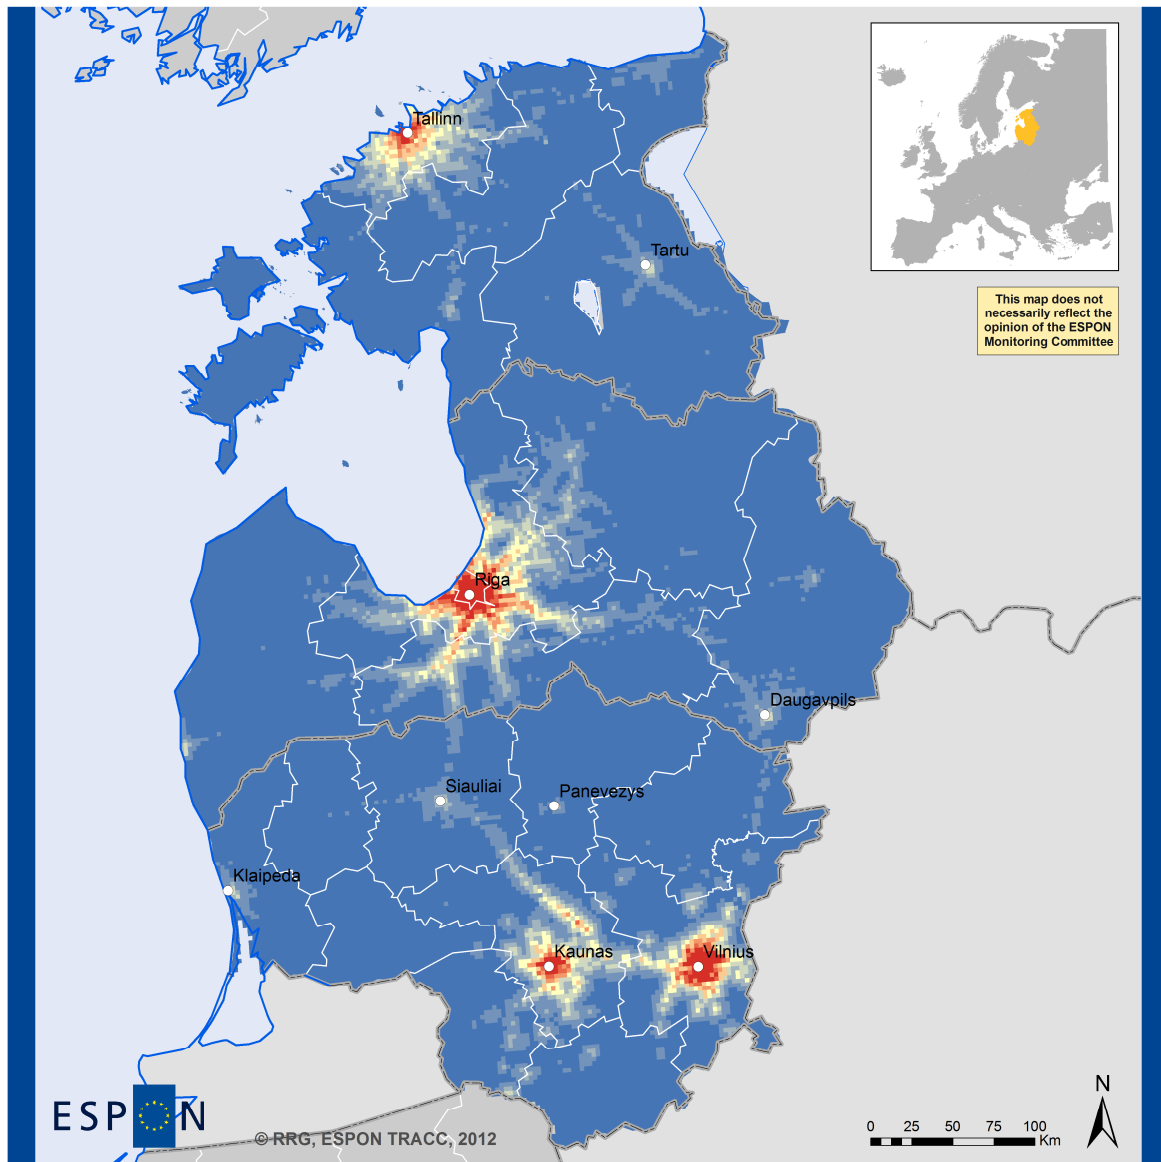 Tallinn
Tartu
This map does not
necessarily reflect the
opinion of the ESPON
Monitoring Committee
Riga
Daugavpils
Siauliai
Panevezys
Klaipeda
Kaunas
Vilnius
ESPON
© RRG, ESPON TRACC, 2012
N
0 25 50 75 100
Km